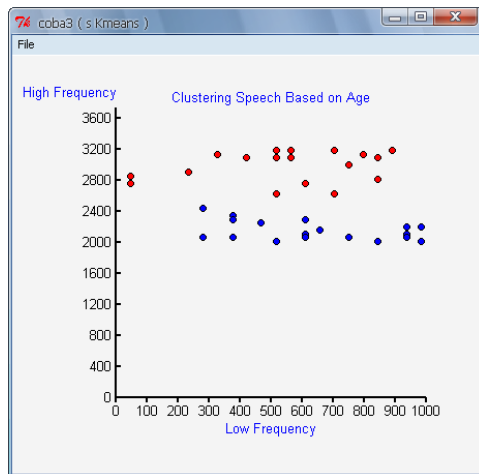 coba3 ( s Kmeans )
File
High Frequency
Clustering Speech Based on Age
3600
3200
2800
2400
2000
1600
1200
800
400
0
0 100 200 300 400 500 600 700 800 900 1000
Low Frequency